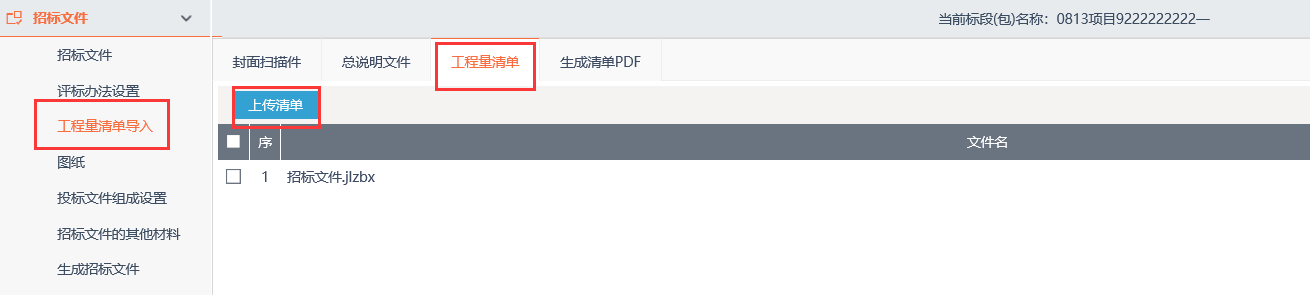 招标文件
当前标段(包)名称：0813项目9222222222—
招标文件
评标办法设置
工程量清单导入
图纸
投标文件组成设置
招标文件的其他材料
生成招标文件
封面扫描件 总说明文件 工程量清单 生成清单PDF
上传清单
序 文件名
1 招标文件.jlzbx